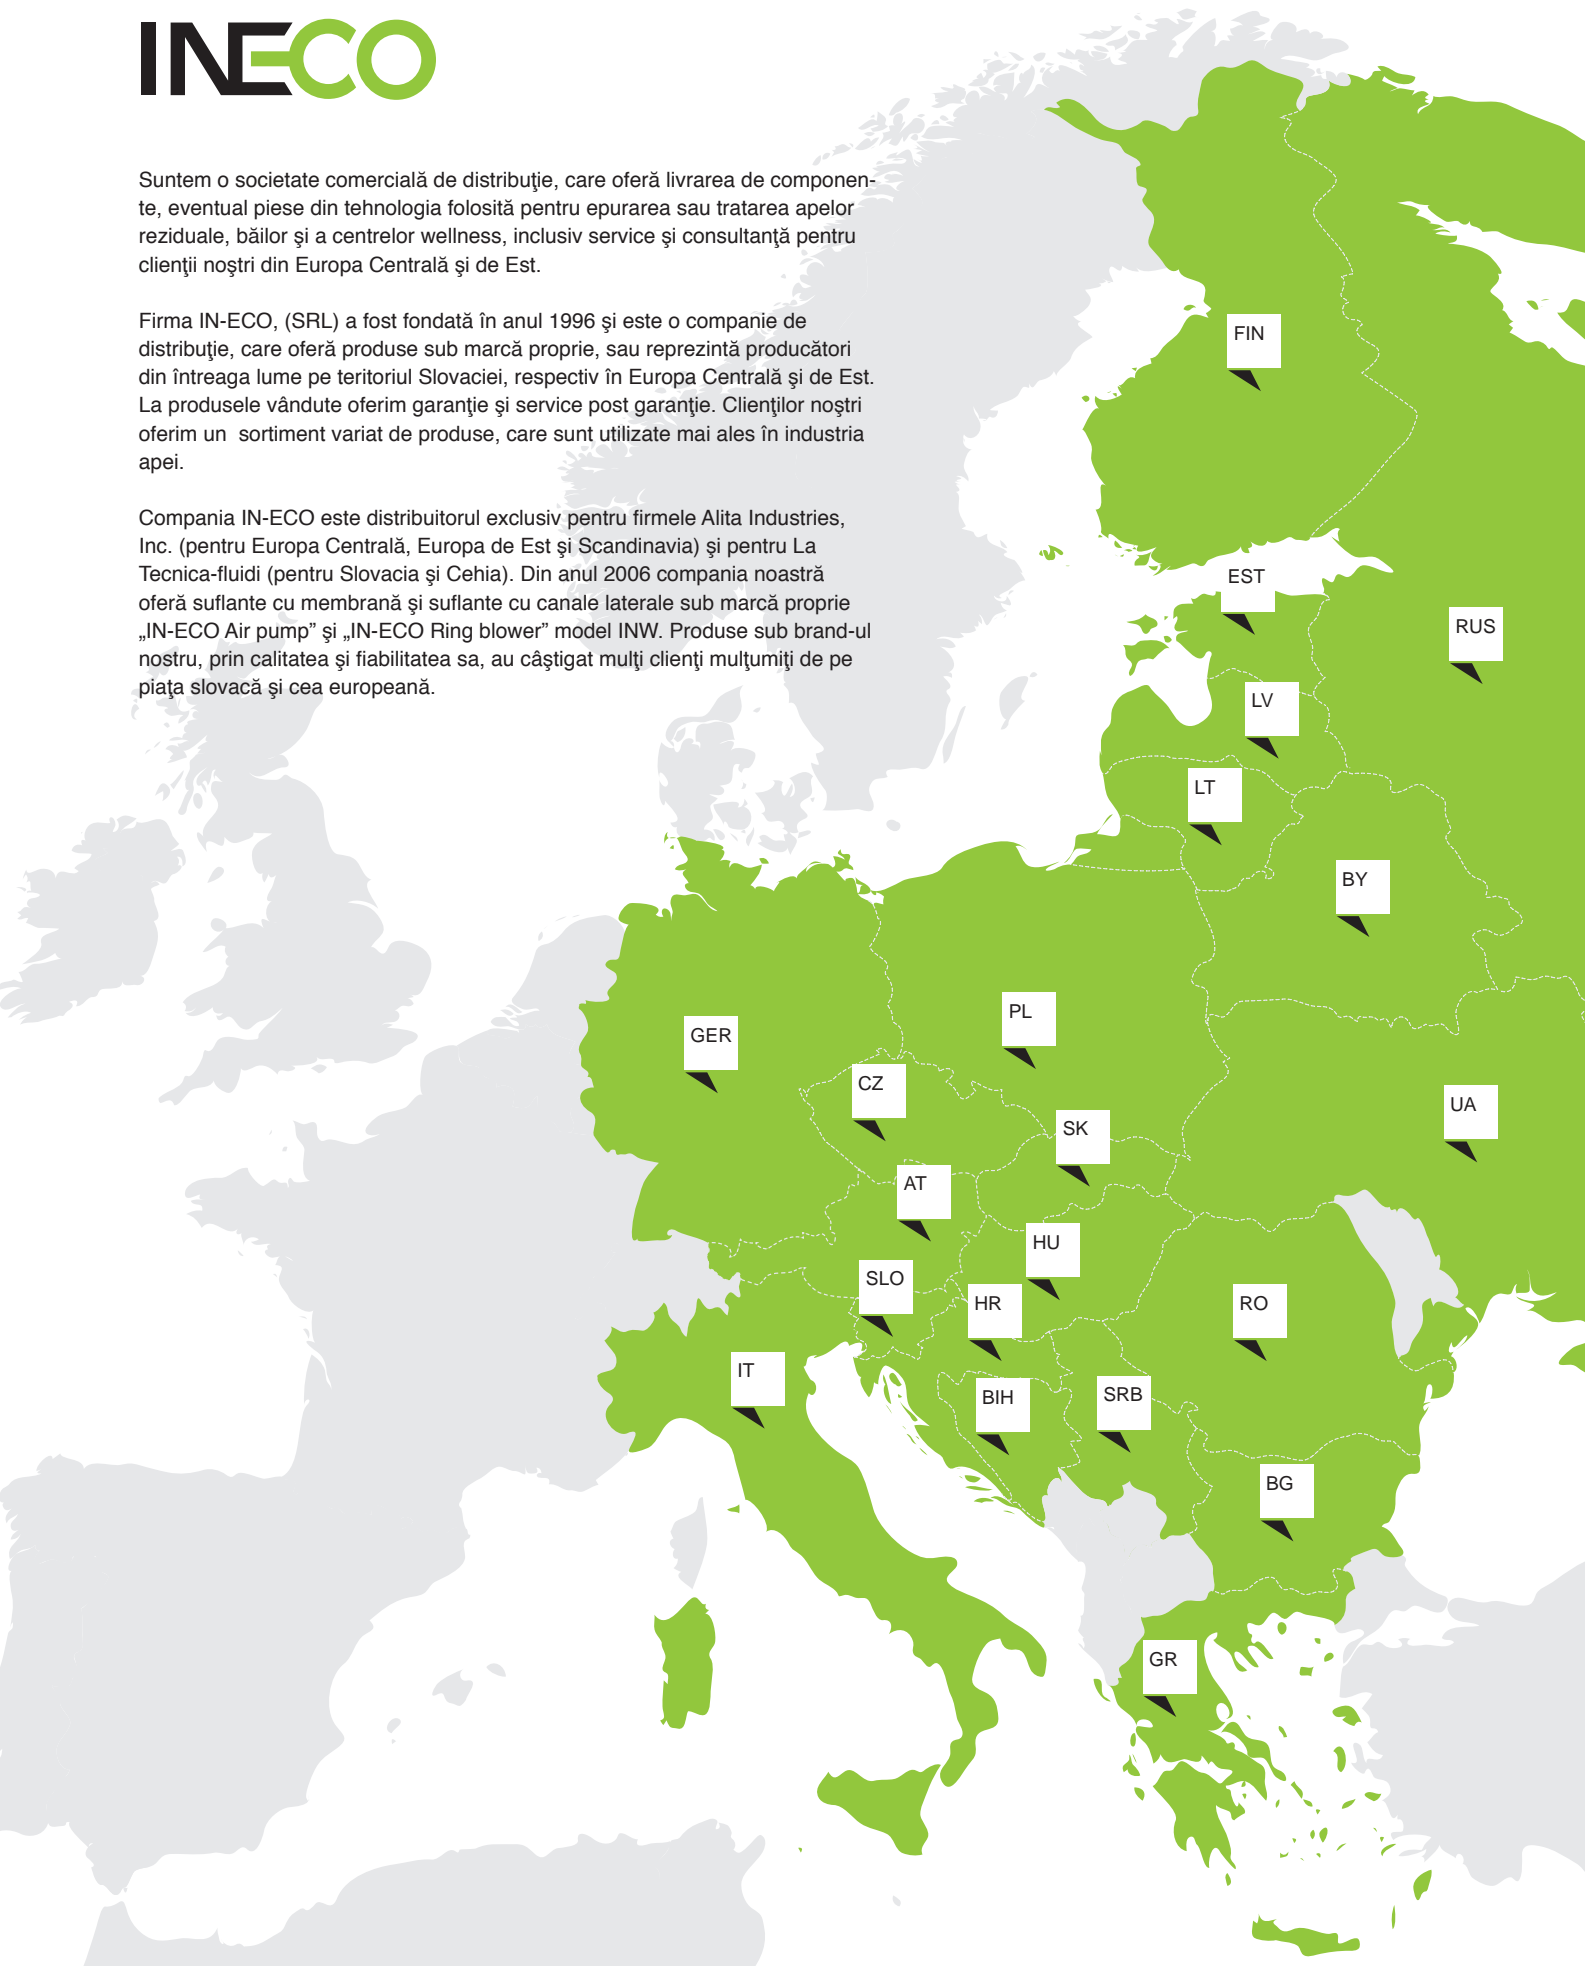 INECO
Suntem o societate comercială de distribuţie, care oferă livrarea de componen-
te, eventual piese din tehnologia folosită pentru epurarea sau tratarea apelor
reziduale, băilor şi a centrelor wellness, inclusiv service şi consultanţă pentru
clienţii noştri din Europa Centrală şi de Est.
Firma IN-ECO, (SRL) a fost fondată în anul 1996 şi este o companie de
distribuţie, care oferă produse sub marcă proprie, sau reprezintă producători
din întreaga lume pe teritoriul Slovaciei, respectiv în Europa Centrală şi de Est.
La produsele vândute oferim garanţie şi service post garanţie. Clienţilor noştri
oferim un  sortiment variat de produse, care sunt utilizate mai ales în industria
apei.
Compania IN-ECO este distribuitorul exclusiv pentru firmele Alita Industries,
Inc. (pentru Europa Centrală, Europa de Est şi Scandinavia) şi pentru La
Tecnica-fluidi (pentru Slovacia şi Cehia). Din anul 2006 compania noastră
oferă suflante cu membrană şi suflante cu canale laterale sub marcă proprie
„IN-ECO Air pump” şi „IN-ECO Ring blower” model INW. Produse sub brand-ul
nostru, prin calitatea şi fiabilitatea sa, au câştigat mulţi clienţi mulţumiţi de pe
piaţa slovacă şi cea europeană.
FIN
EST
RUS
LV
LT
BY
PL
GER
CZ
UA
SK
AT
HU
SLO
HR
RO
IT
BIH
SRB
BG
GR